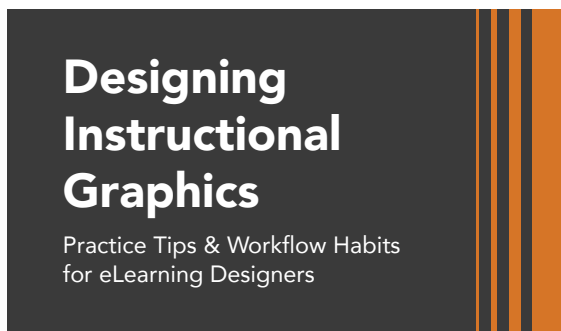 Designing
Instructional
Graphics
Practice Tips & Workflow Habits
for eLearning Designers